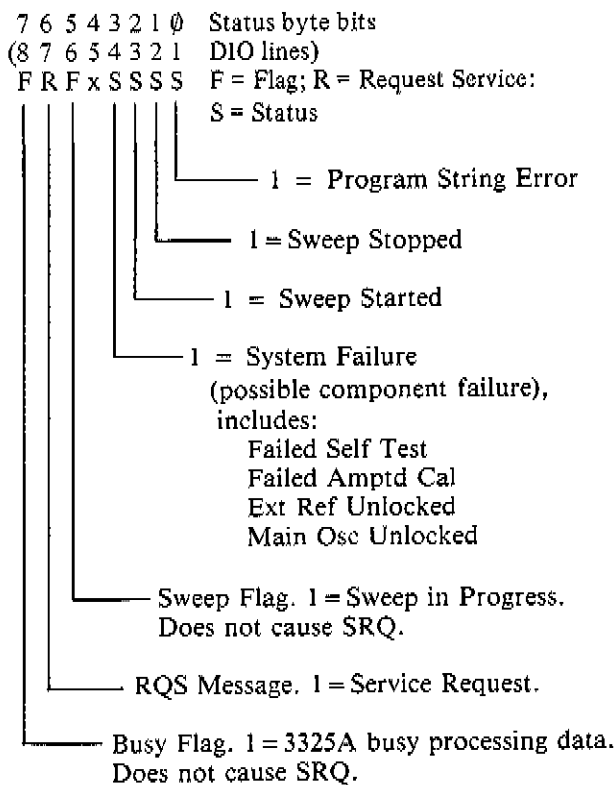 7 6 5 4 3 2 1 0 Status byte bits
(8 7 6 5 4 3 2 1 DIO lines)
F R F x S S S S F = Flag; R = Request Service:
S = Status
1 = Program String Error
1 = Sweep Stopped
1 = Sweep Started
1 = System Failure
(possible component failure),
includes:
Failed Self Test
Failed Amptd Cal
Ext Ref Unlocked
Main Osc Unlocked
Sweep Flag. 1 = Sweep in Progress.
Does not cause SRQ.
RQS Message. 1 = Service Request.
Busy Flag. 1 = 3325A busy processing data.
Does not cause SRQ.